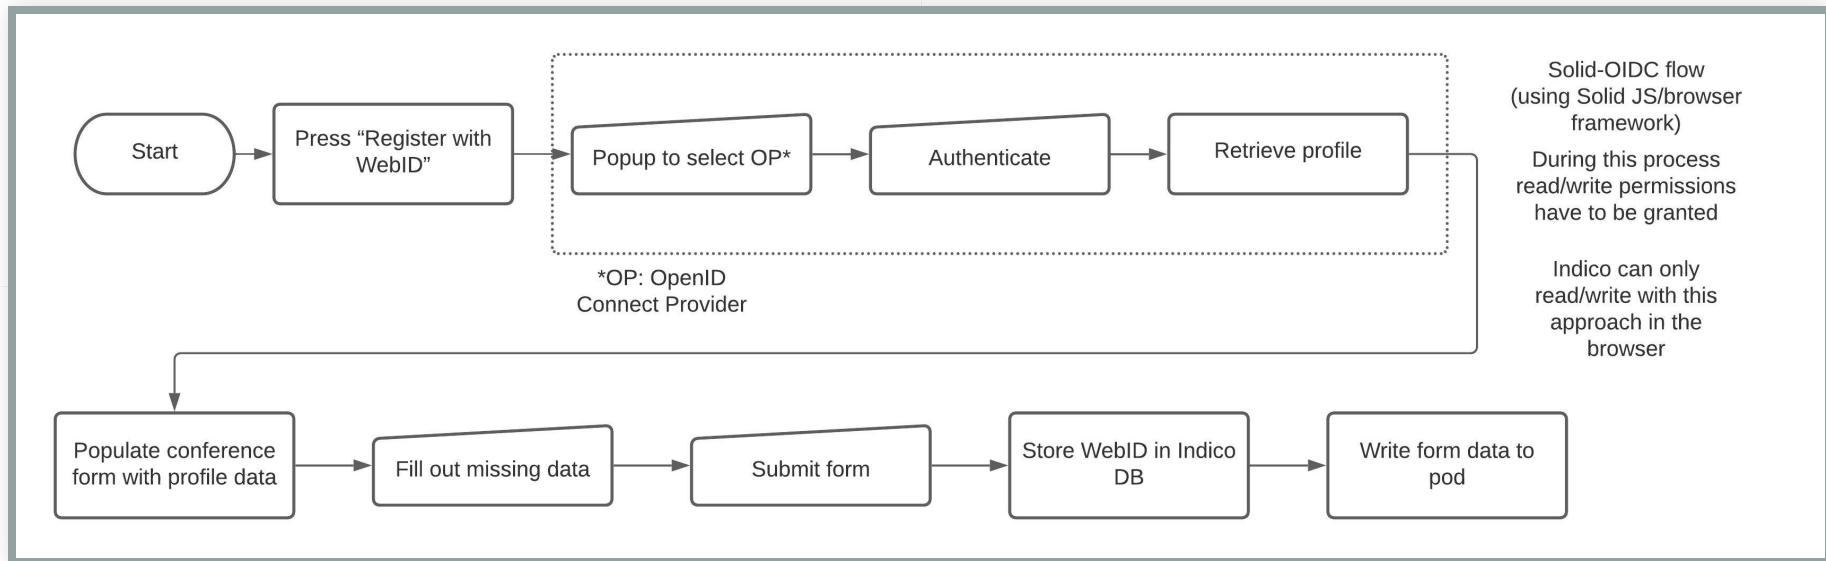 Start
Press “Register with
WebID”
Popup to select OP*
Authenticate
Retrieve profile
Solid-OIDC flow
(using Solid JS/browser
framework)
During this process
read/write permissions
have to be granted
Indico can only
read/write with this
approach in the
browser
*OP: OpenID
Connect Provider
Populate conference
form with profile data
Fill out missing data
Submit form
Store WebID in Indico
DB
Write form data to
pod